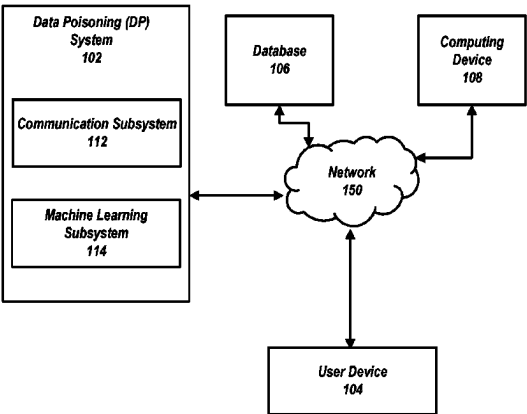 Data Poisoning (DP)
System
102
Communication Subsystem
112
Machine Learning
Subsystem
114
Database
106
Computing
Device
108
Network
150
User Device
104